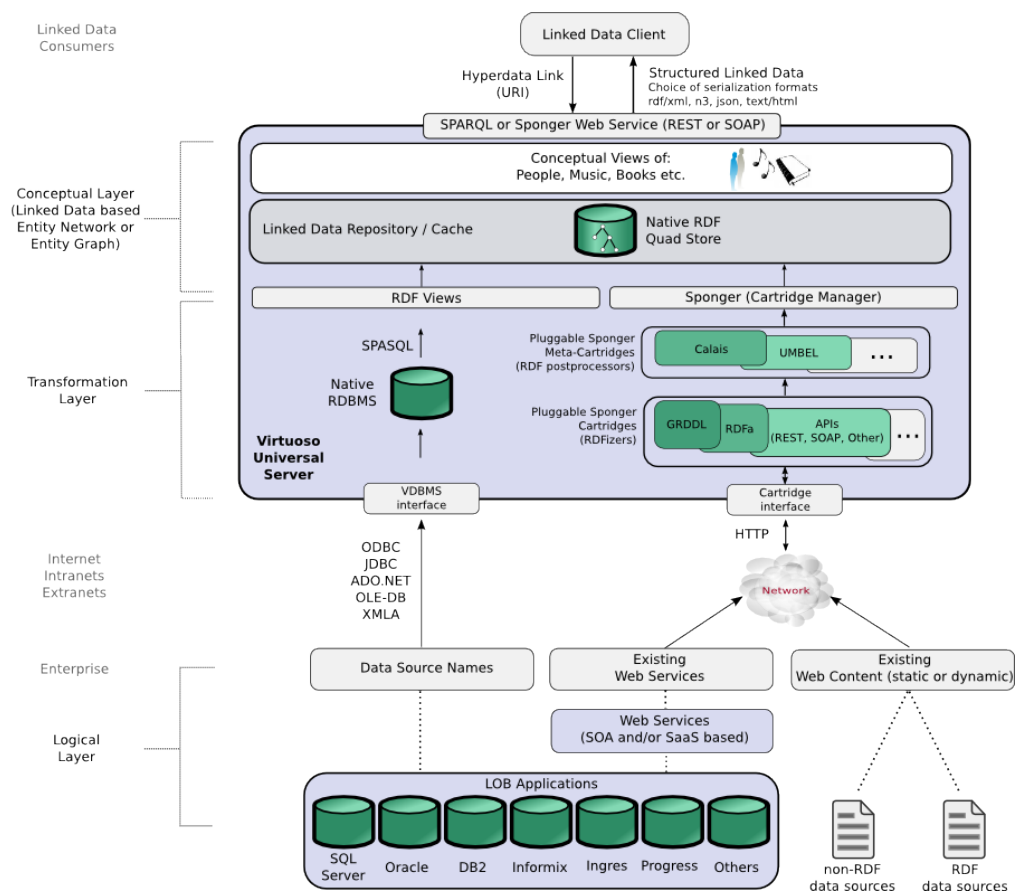 Linked Data
Consumers
Linked Data Client
Hyperdata Link
(URI)
Structured Linked Data
Choice of serialization formats
rdf/xml, n3, json, text/html
SPARQL or Sponger Web Service (REST or SOAP)
Conceptual Views of:
People, Music, Books etc.
Conceptual Layer
(Linked Data based
Entity Network or
Entity Graph)
Linked Data Repository / Cache
Native RDF
Quad Store
RDF Views
Sponger (Cartridge Manager)
SPASQL
Pluggable Sponger
Meta-Cartridges
(RDF postprocessors)
Calais
UMBEL
...
Transformation
Layer
Native
RDBMS
Pluggable Sponger
Cartridges
(RDFizers)
GRDDL
RDFa
APIs
(REST, SOAP, Other)
...
Virtuoso
Universal
Server
VDBMS
interface
Cartridge
interface
HTTP
Internet
Intranets
Extranets
ODBC
JDBC
ADO.NET
OLE-DB
XMLA
Network
Enterprise
Data Source Names
Existing
Web Services
Existing
Web Content (static or dynamic)
Logical
Layer
Web Services
(SOA and/or SaaS based)
LOB Applications
SQL
Server
Oracle
DB2
Informix
Ingres
Progress
Others
non-RDF
data sources
RDF
data sources